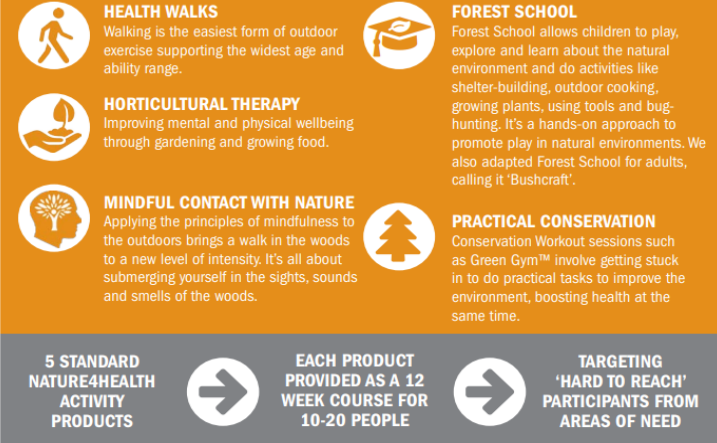 HEALTH WALKS
Walking is the easiest form of outdoor
exercise supporting the widest age and
ability range.
HORTICULTURAL THERAPY
Improving mental and physical wellbeing
through gardening and growing food.
MINDFUL CONTACT WITH NATURE
Applying the principles of mindfulness to
the outdoors brings a walk in the woods
to a new level of intensity. It's all about
submerging yourself in the sights, sounds
and smells of the woods.
FOREST SCHOOL
Forest School allows children to play,
explore and learn about the natural
environment and do activities like
shelter-building, outdoor cooking,
growing plants, using tools and bug-
hunting. It's a hands-on approach to
promote play in natural environments. We
also adapted Forest School for adults,
calling it 'Bushcraft'.
PRACTICAL CONSERVATION
Conservation Workout sessions such
as Green Gym™ involve getting stuck
in to do practical tasks to improve the
environment, boosting health at the
same time.
5 STANDARD
NATURE4HEALTH
ACTIVITY
PRODUCTS
EACH PRODUCT
PROVIDED AS A 12
WEEK COURSE FOR
10-20 PEOPLE
TARGETING
'HARD TO REACH'
PARTICIPANTS FROM
AREAS OF NEED